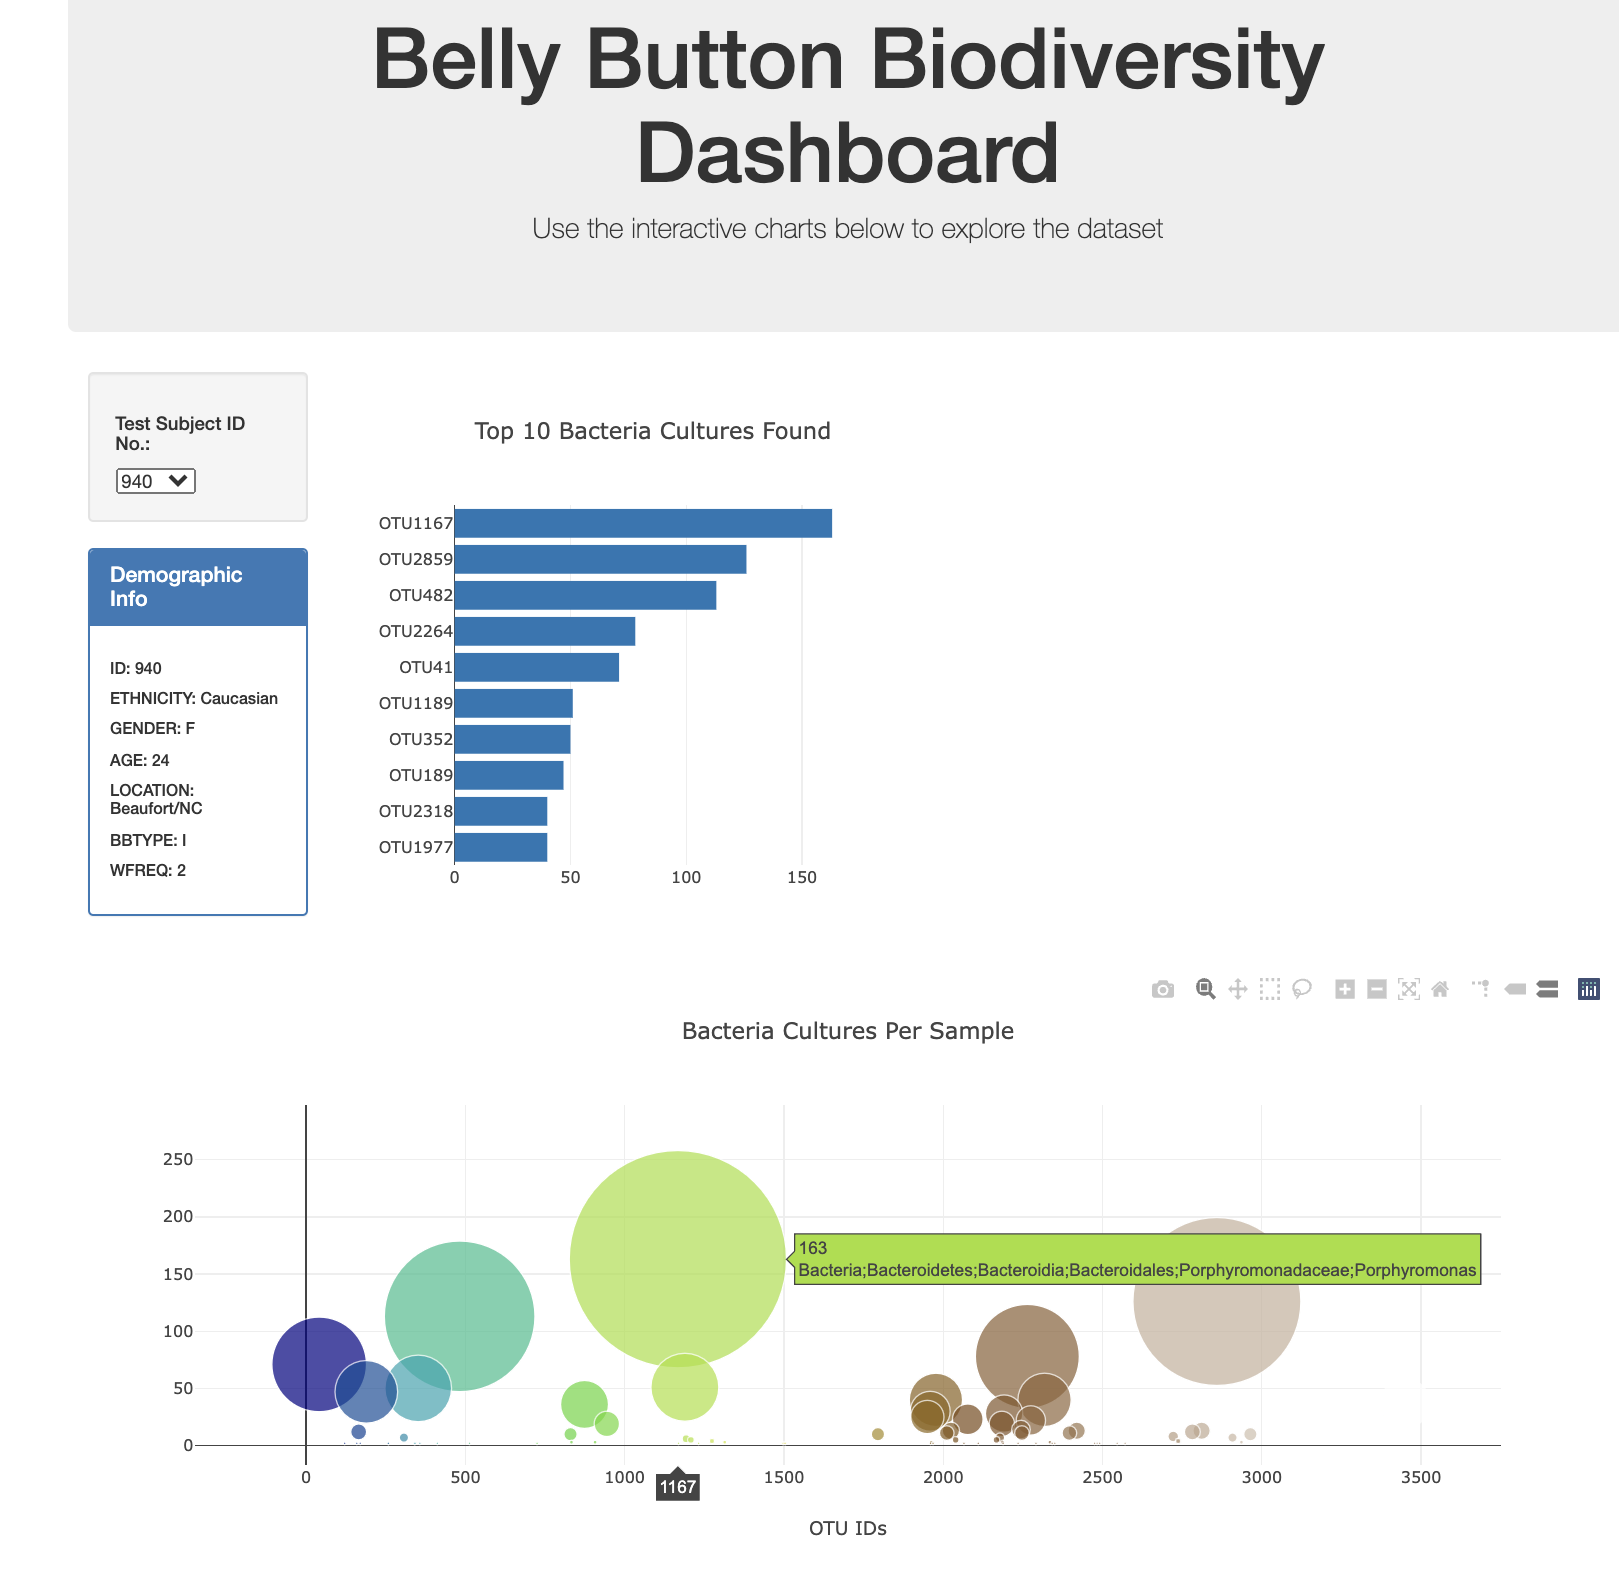 Belly Button Biodiversity
Dashboard
Use the interactive charts below to explore the dataset
Test Subject ID
No.:
940
Demographic
Info
ID: 940
ETHNICITY: Caucasian
GENDER: F
AGE: 24
LOCATION:
Beaufort/NC
BBTYPE: I
WFREQ: 2
Top 10 Bacteria Cultures Found
OTU1167
OTU2859
OTU482
OTU2264
OTU41
OTU1189
OTU352
OTU189
OTU2318
OTU1977
0 50 100 150
Bacteria Cultures Per Sample
250
200
150
100
50
0
163
Bacteria;Bacteroidetes;Bacteroidia;Bacteroidales;Porphyromonadaceae;Porphyromonas
0 500 1000 1500 2000 2500 3000 3500
1167
OTU IDs